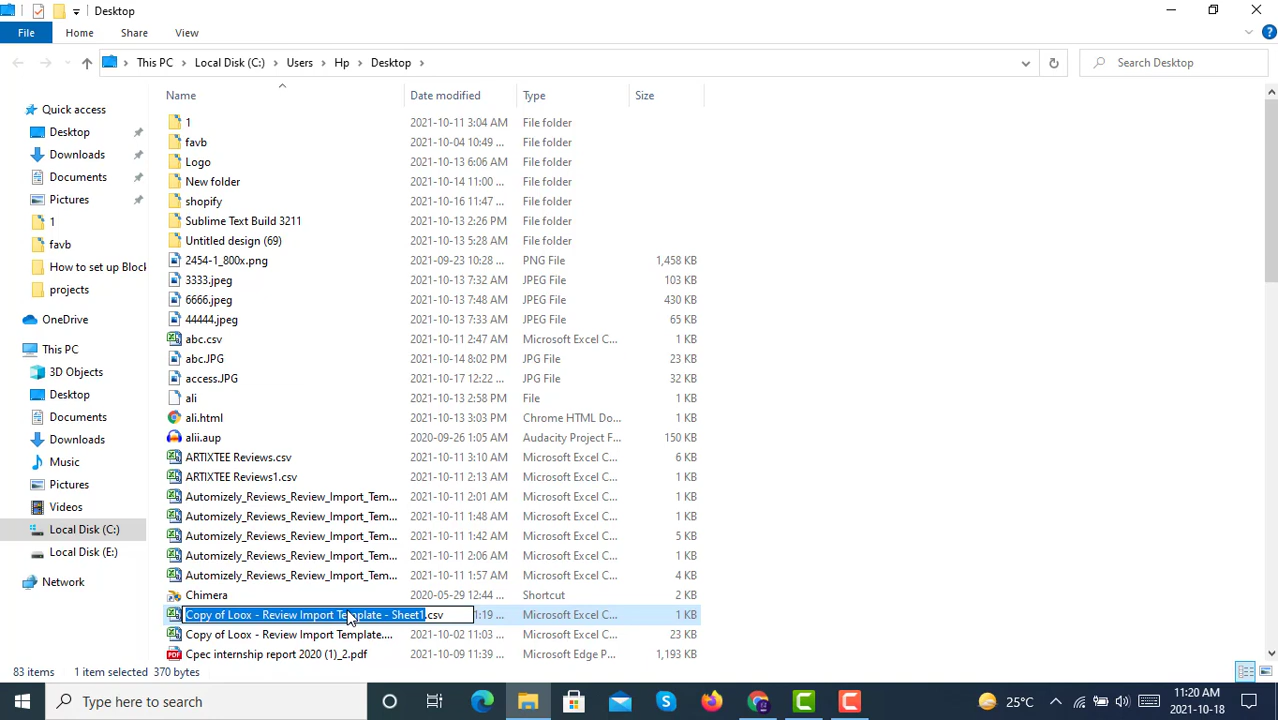 Desktop
File
Home
Share
View
This PC
Local Disk (C:)
Users
Hp
Desktop
Search Desktop
Name
Date modified
Type
Size
Quick access
Desktop
Downloads
Documents
Pictures
1
favb
How to set up Block
projects
OneDrive
This PC
3D Objects
Desktop
Documents
Downloads
Music
Pictures
Videos
Local Disk (C:)
Local Disk (E:)
Network
1 2021-10-11 3:04 AM File folder
favb 2021-10-04 10:49 ... File folder
Logo 2021-10-13 6:06 AM File folder
New folder 2021-10-14 11:00 ... File folder
shopify 2021-10-16 11:47 ... File folder
Sublime Text Build 3211 2021-10-13 2:26 PM File folder
Untitled design (69) 2021-10-13 5:28 AM File folder
2454-1_800x.png 2021-09-23 10:28 ... PNG File 1,458 KB
3333.jpeg 2021-10-13 7:32 AM JPEG File 103 KB
6666.jpeg 2021-10-13 7:48 AM JPEG File 430 KB
44444.jpeg 2021-10-13 7:33 AM JPEG File 65 KB
abc.csv 2021-10-11 2:47 AM Microsoft Excel C... 1 KB
abc.JPG 2021-10-14 8:02 PM JPG File 23 KB
access.JPG 2021-10-17 12:22 ... JPG File 32 KB
ali 2021-10-13 2:58 PM File 1 KB
ali.html 2021-10-13 3:03 PM Chrome HTML Do... 1 KB
alii.aup 2020-09-26 1:05 AM Audacity Project F... 150 KB
ARTIXTEE Reviews.csv 2021-10-11 3:10 AM Microsoft Excel C... 6 KB
ARTIXTEE Reviews1.csv 2021-10-11 2:13 AM Microsoft Excel C... 1 KB
Automizely_Reviews_Review_Import_Tem... 2021-10-11 2:01 AM Microsoft Excel C... 1 KB
Automizely_Reviews_Review_Import_Tem... 2021-10-11 1:48 AM Microsoft Excel C... 1 KB
Automizely_Reviews_Review_Import_Tem... 2021-10-11 1:42 AM Microsoft Excel C... 5 KB
Automizely_Reviews_Review_Import_Tem... 2021-10-11 2:06 AM Microsoft Excel C... 1 KB
Automizely_Reviews_Review_Import_Tem... 2021-10-11 1:57 AM Microsoft Excel C... 4 KB
Chimera 2020-05-29 12:44 ... Shortcut 2 KB
Copy of Loox - Review Import Template - Sheet1.csv 1:19 ... Microsoft Excel C... 1 KB
Copy of Loox - Review Import Template.... 2021-10-02 11:03 ... Microsoft Excel C... 23 KB
Cpec internship report 2020 (1)_2.pdf 2021-10-09 11:39 ... Microsoft Edge P... 1,193 KB
83 items 1 item selected 370 bytes
Type here to search
25°C
11:20 AM
2021-10-18